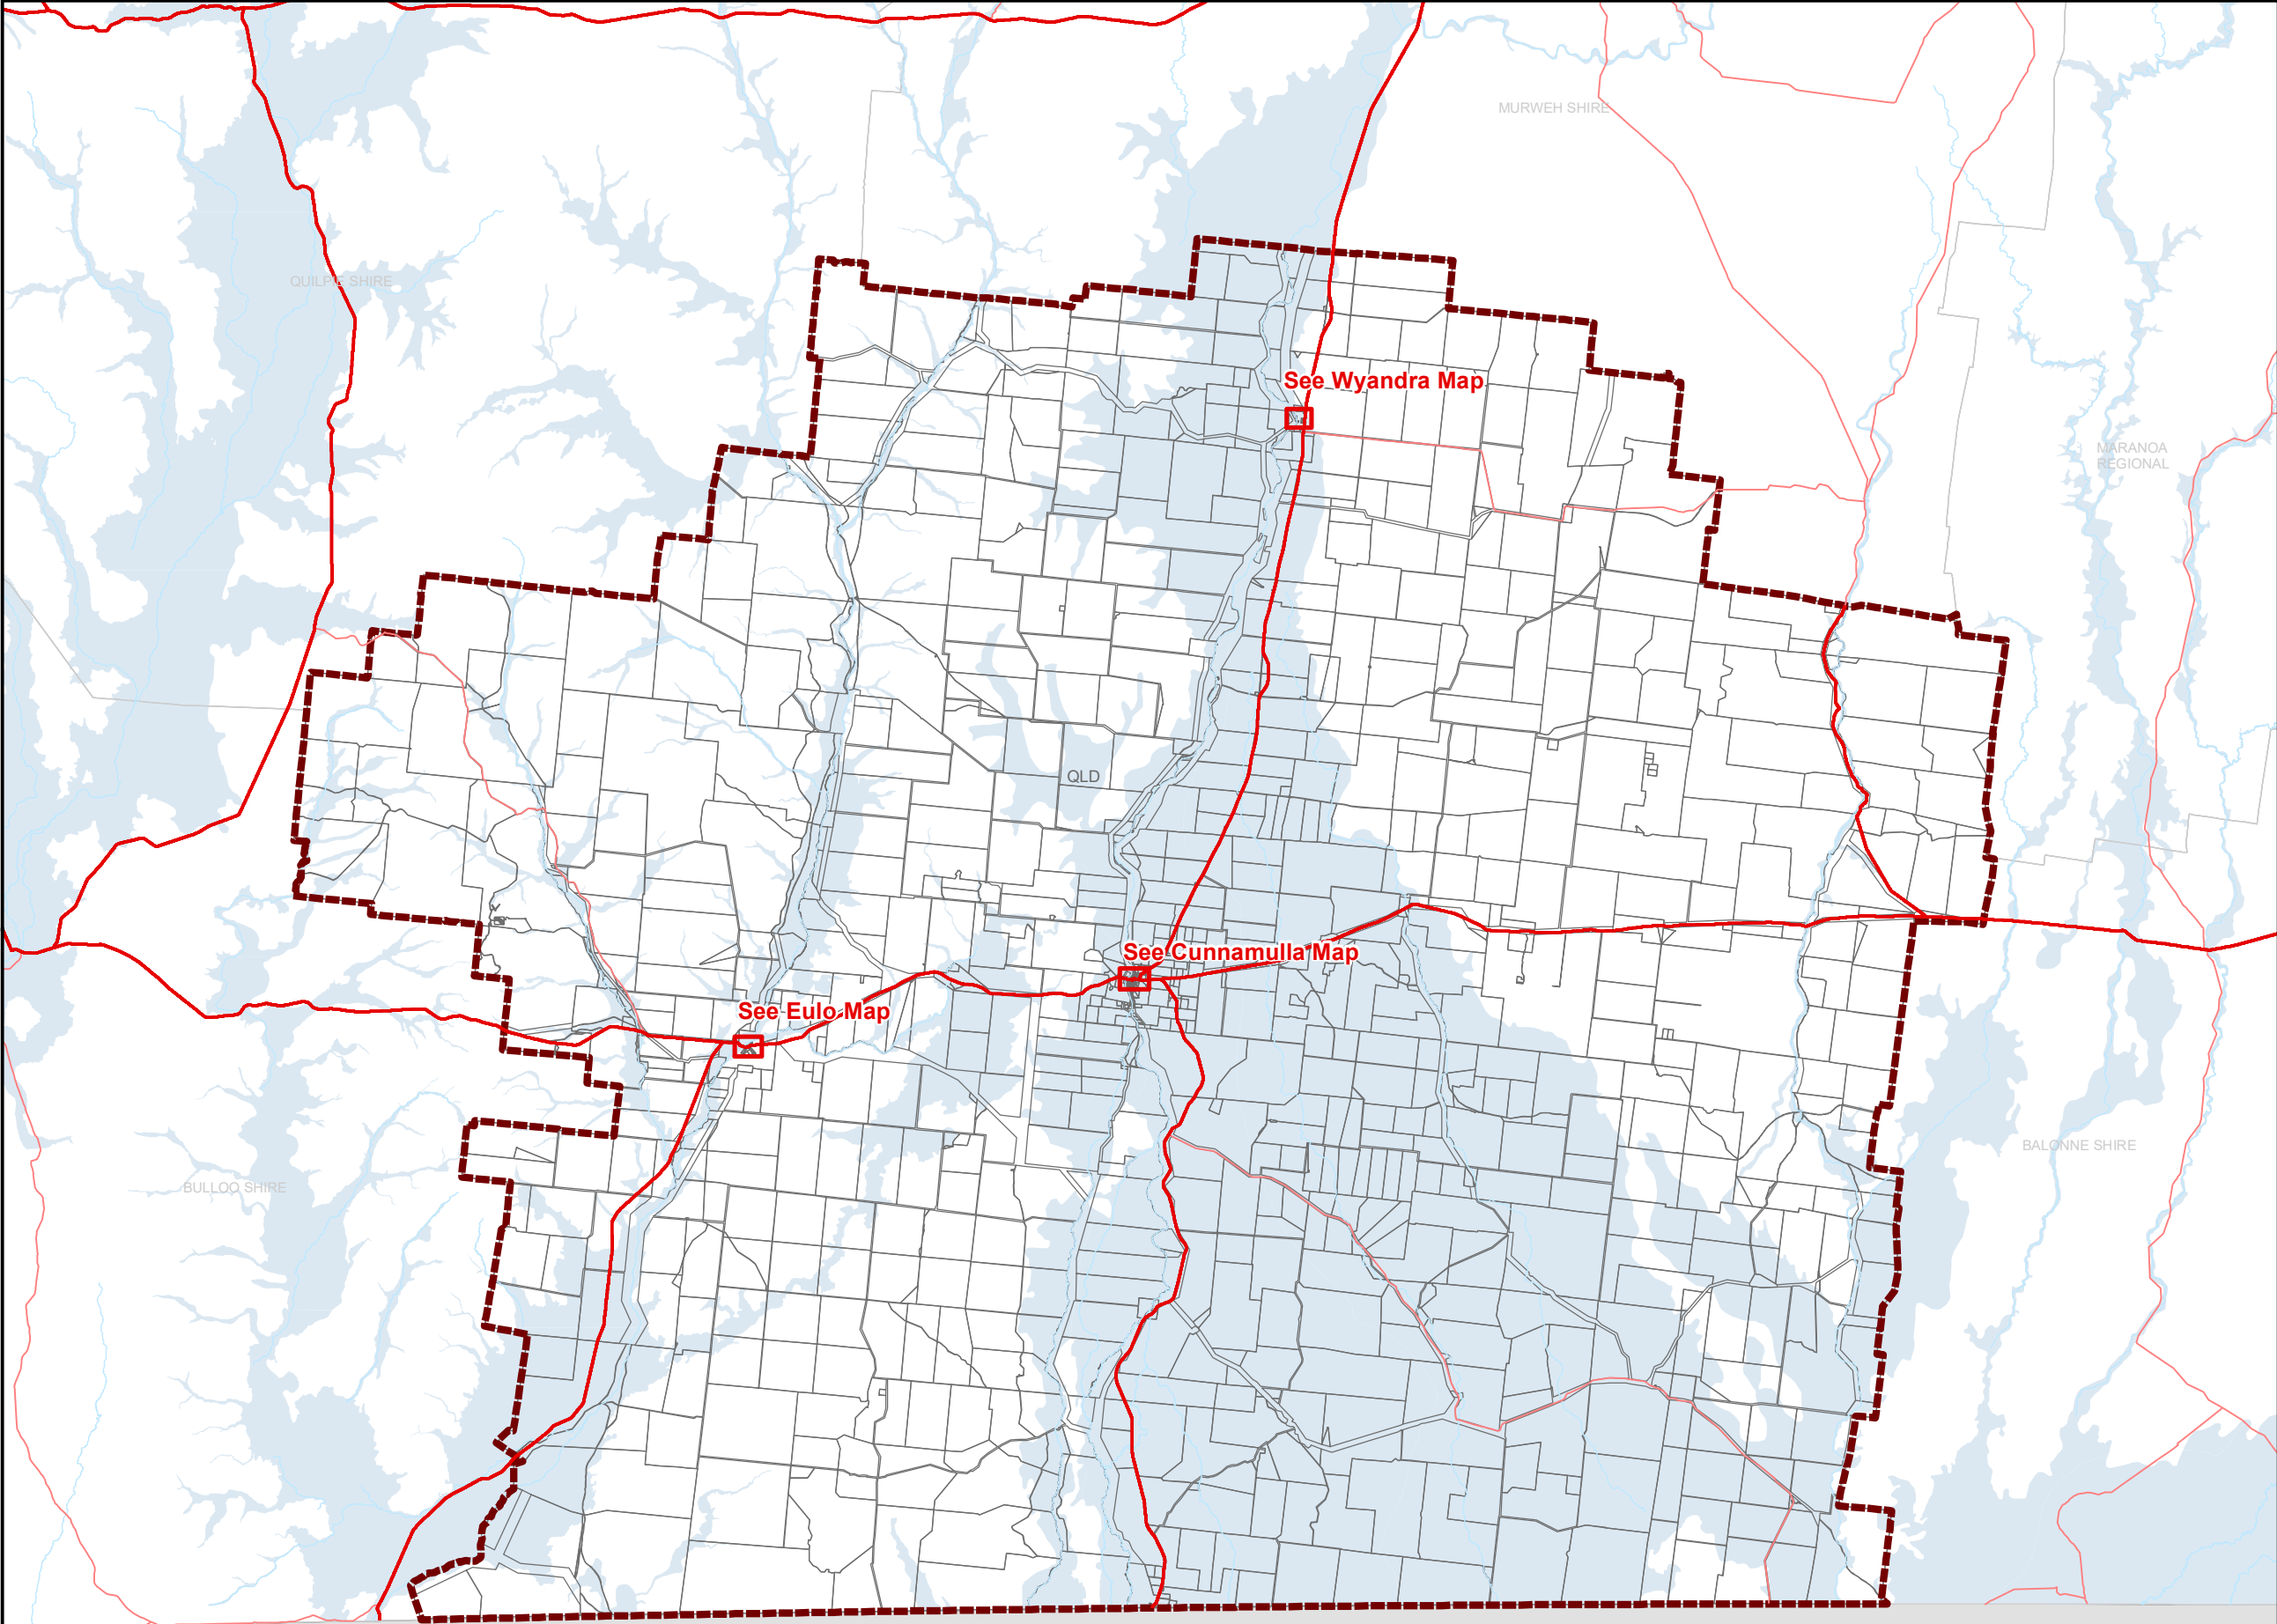 MURWEH SHIRE
QUILPIE SHIRE
See Wyandra Map
MARANOA
REGIONAL
QLD
See Cunnamulla Map
See Eulo Map
BALONNE SHIRE
BULLOO SHIRE